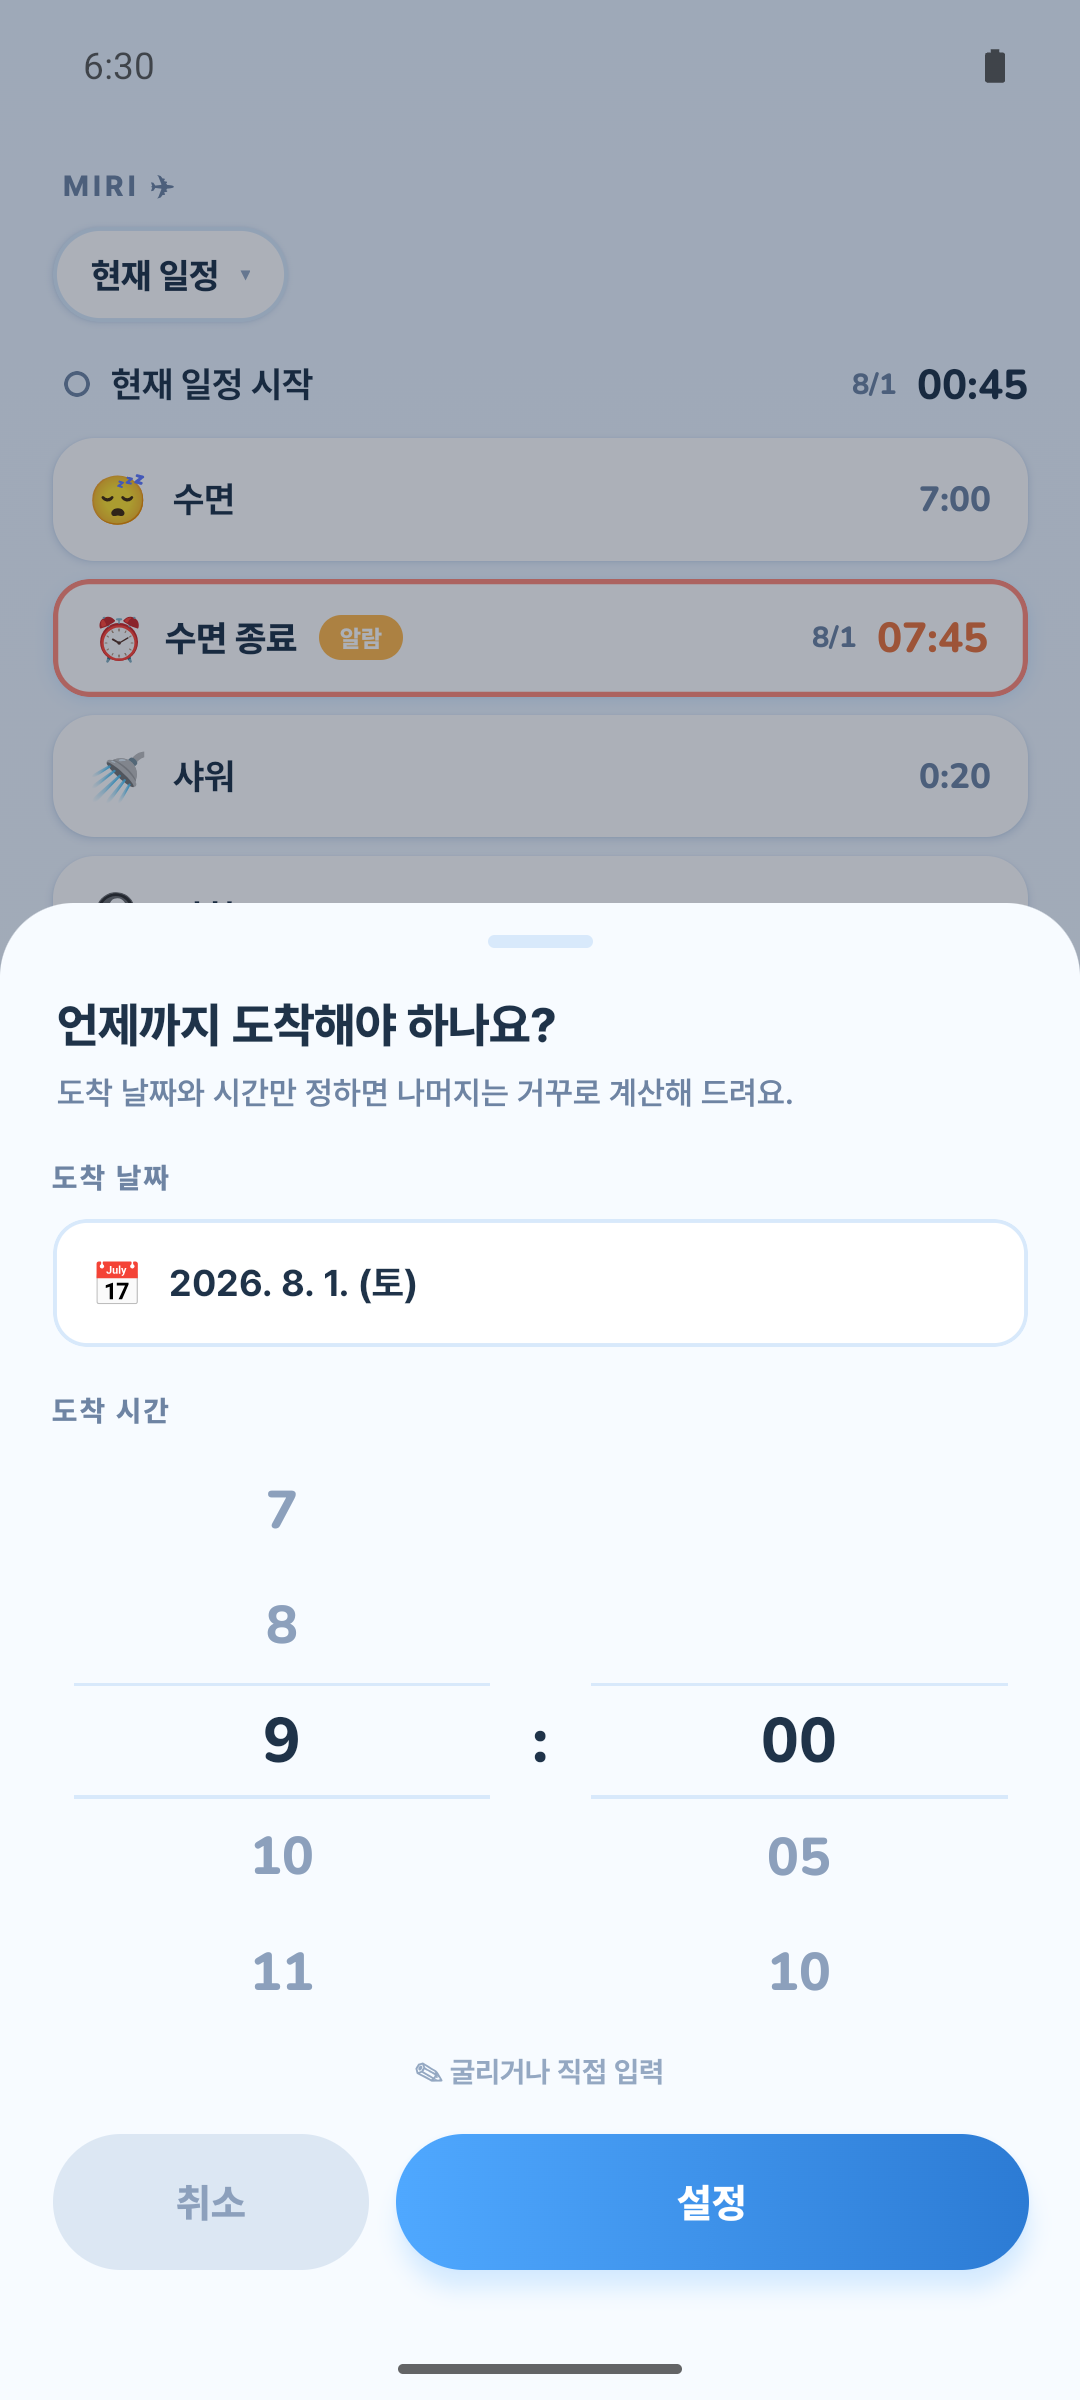 6:30
MIRI ✈
현재 일정 ▼
현재 일정 시작 8/1 00:45
수면 7:00
수면 종료 알람 8/1 07:45
샤워 0:20
언제까지 도착해야 하나요?
도착 날짜와 시간만 정하면 나머지는 거꾸로 계산해 드려요.
도착 날짜
July 17 2026. 8. 1. (토)
도착 시간
7
8
9 : 00
10 05
11 10
✎ 굴리거나 직접 입력
취소 설정